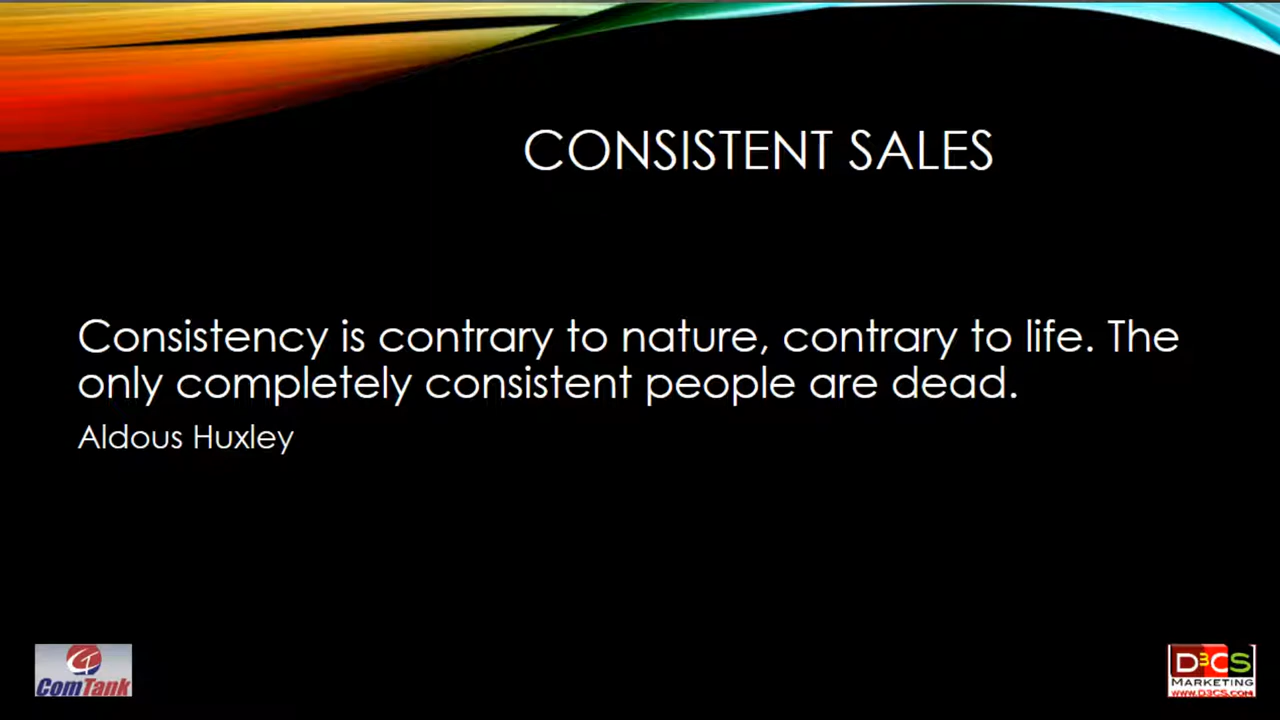 CONSISTENT SALES
Consistency is contrary to nature, contrary to life. The
only completely consistent people are dead.
Aldous Huxley
ComTank
D3CS
MARKETING
WWW.D3CS.COM